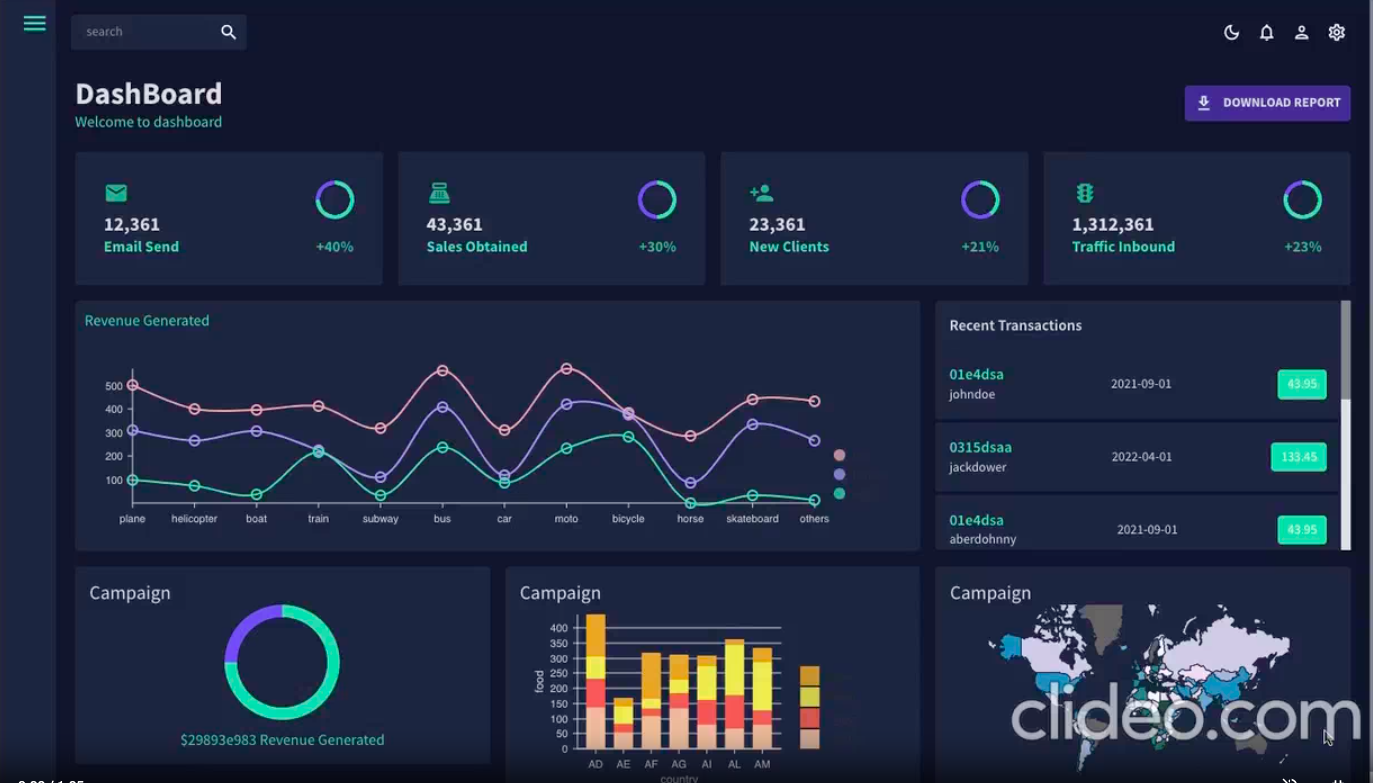 search
DashBoard
Welcome to dashboard
DOWNLOAD REPORT
12,361
Email Send
+40%
43,361
Sales Obtained
+30%
23,361
New Clients
+21%
1,312,361
Traffic Inbound
+23%
Revenue Generated
500
400
300
200
100
plane helicopter boat train subway bus car moto bicycle horse skateboard others
Recent Transactions
01e4dsa
johndoe
2021-09-01
43.95
0315dsaa
jackdower
2022-04-01
133.45
01e4dsa
aberdohnny
2021-09-01
43.95
Campaign
$29893e983 Revenue Generated
Campaign
400
350
300
250
200
150
100
50
0
food
AD AE AF AG AI AL AM
country
Campaign
clideo.com